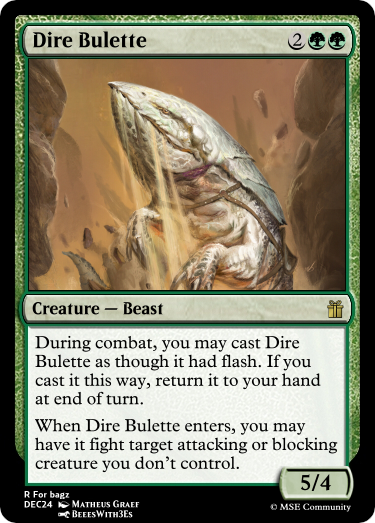 Dire Bulette 2
Creature — Beast
During combat, you may cast Dire
Bulette as though it had flash. If you
cast it this way, return it to your hand
at end of turn.
When Dire Bulette enters, you may
have it fight target attacking or blocking
creature you don't control.
5/4
R For bagz
DEC24 Matheus Graef
BeeesWith3Es
© MSE Community